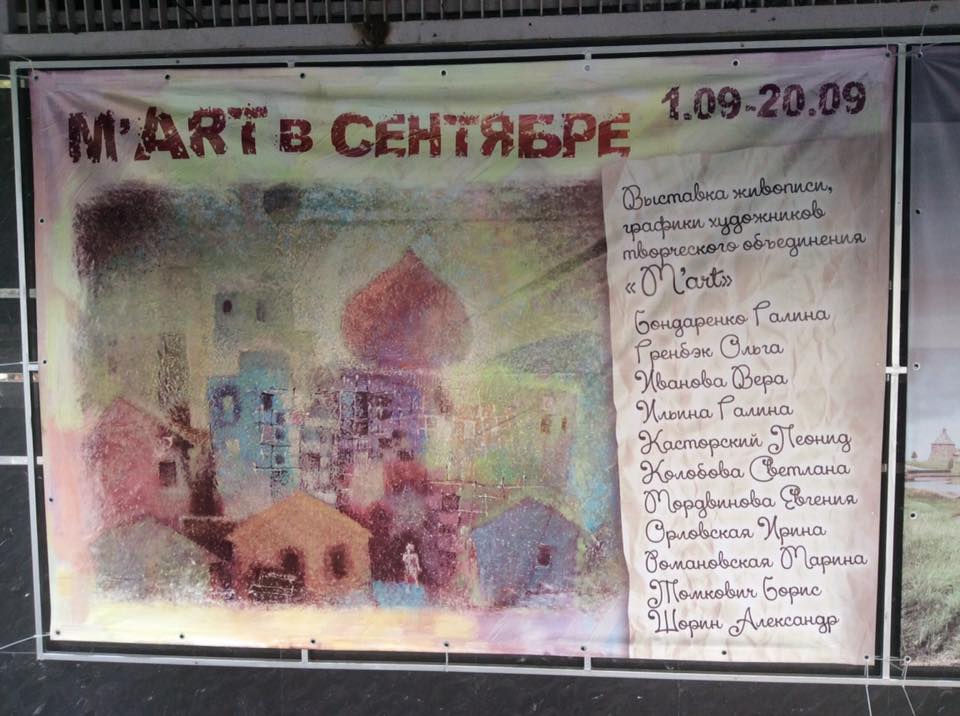 М'ART в СЕНТЯБРЕ
1.09-20.09
Выставка живописи,
графики художников
творческого объединения
«M'art»
Бондаренко Галина
Гренбэк Ольга
Иванова Вера
Ильина Галина
Касторский Леонид
Колобова Светлана
Мордвинова Евгения
Орловская Ирина
Романовская Марина
Томкович Борис
Шорин Александр